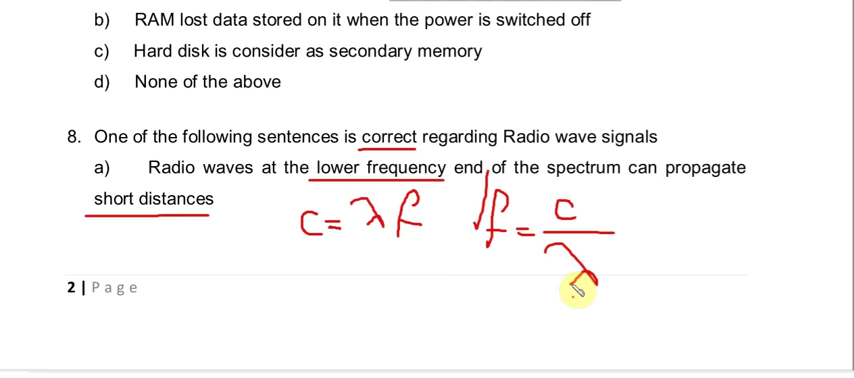 b) RAM lost data stored on it when the power is switched off
c) Hard disk is consider as secondary memory
d) None of the above
8. One of the following sentences is correct regarding Radio wave signals
a) Radio waves at the lower frequency end of the spectrum can propagate
short distances
c = λ f f = c / λ
2 | Page